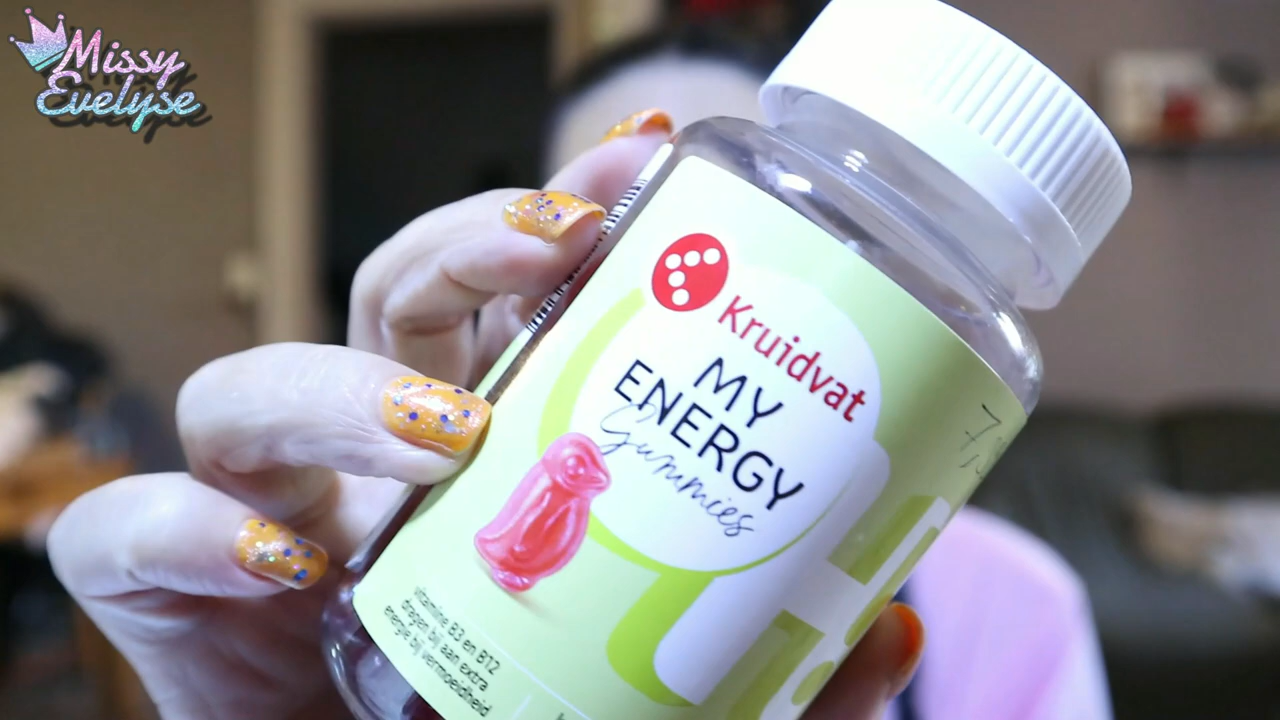 Missy
Evelyse
Kruidvat
MY
ENERGY
Gummies
vitamine B3 en B12
dragen bij aan extra
energie bij vermoeidheid